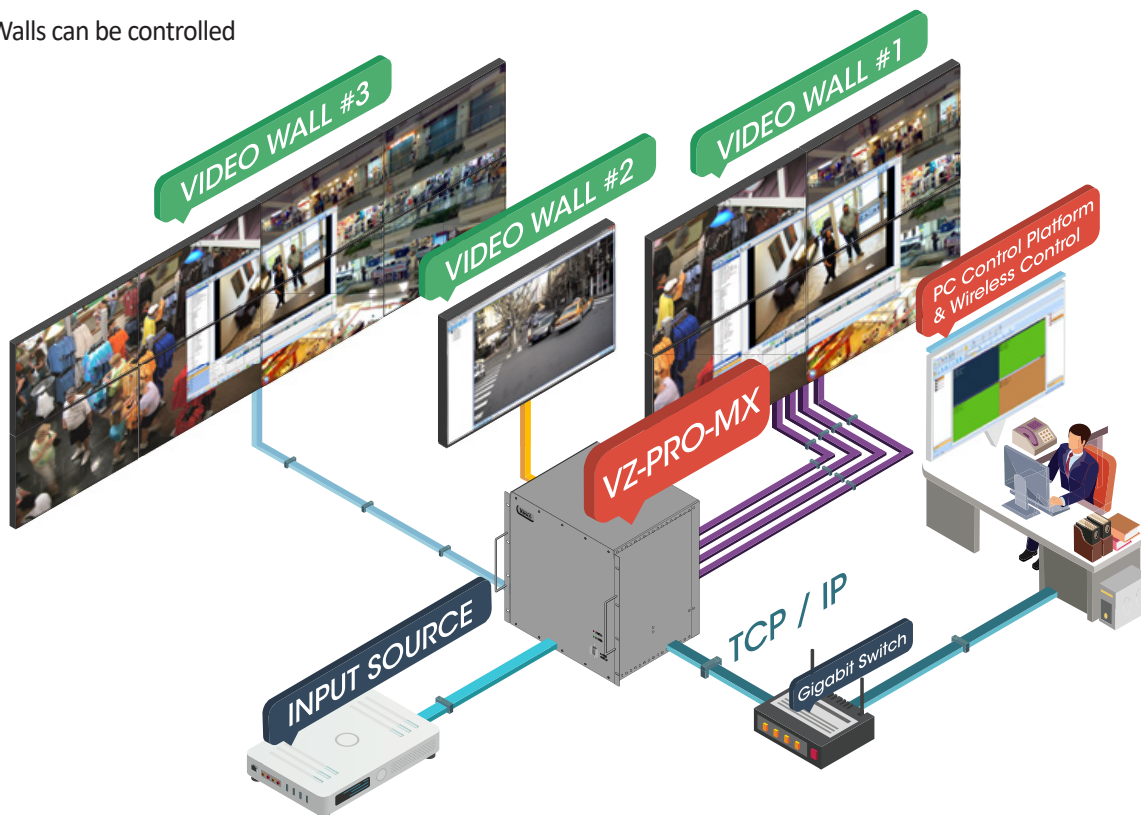 Walls can be controlled
VIDEO WALL #3
VIDEO WALL #2
VIDEO WALL #1
PC Control Platform
& Wireless Control
VZ-PRO-MX
INPUT SOURCE
TCP / IP
Gigabit Switch